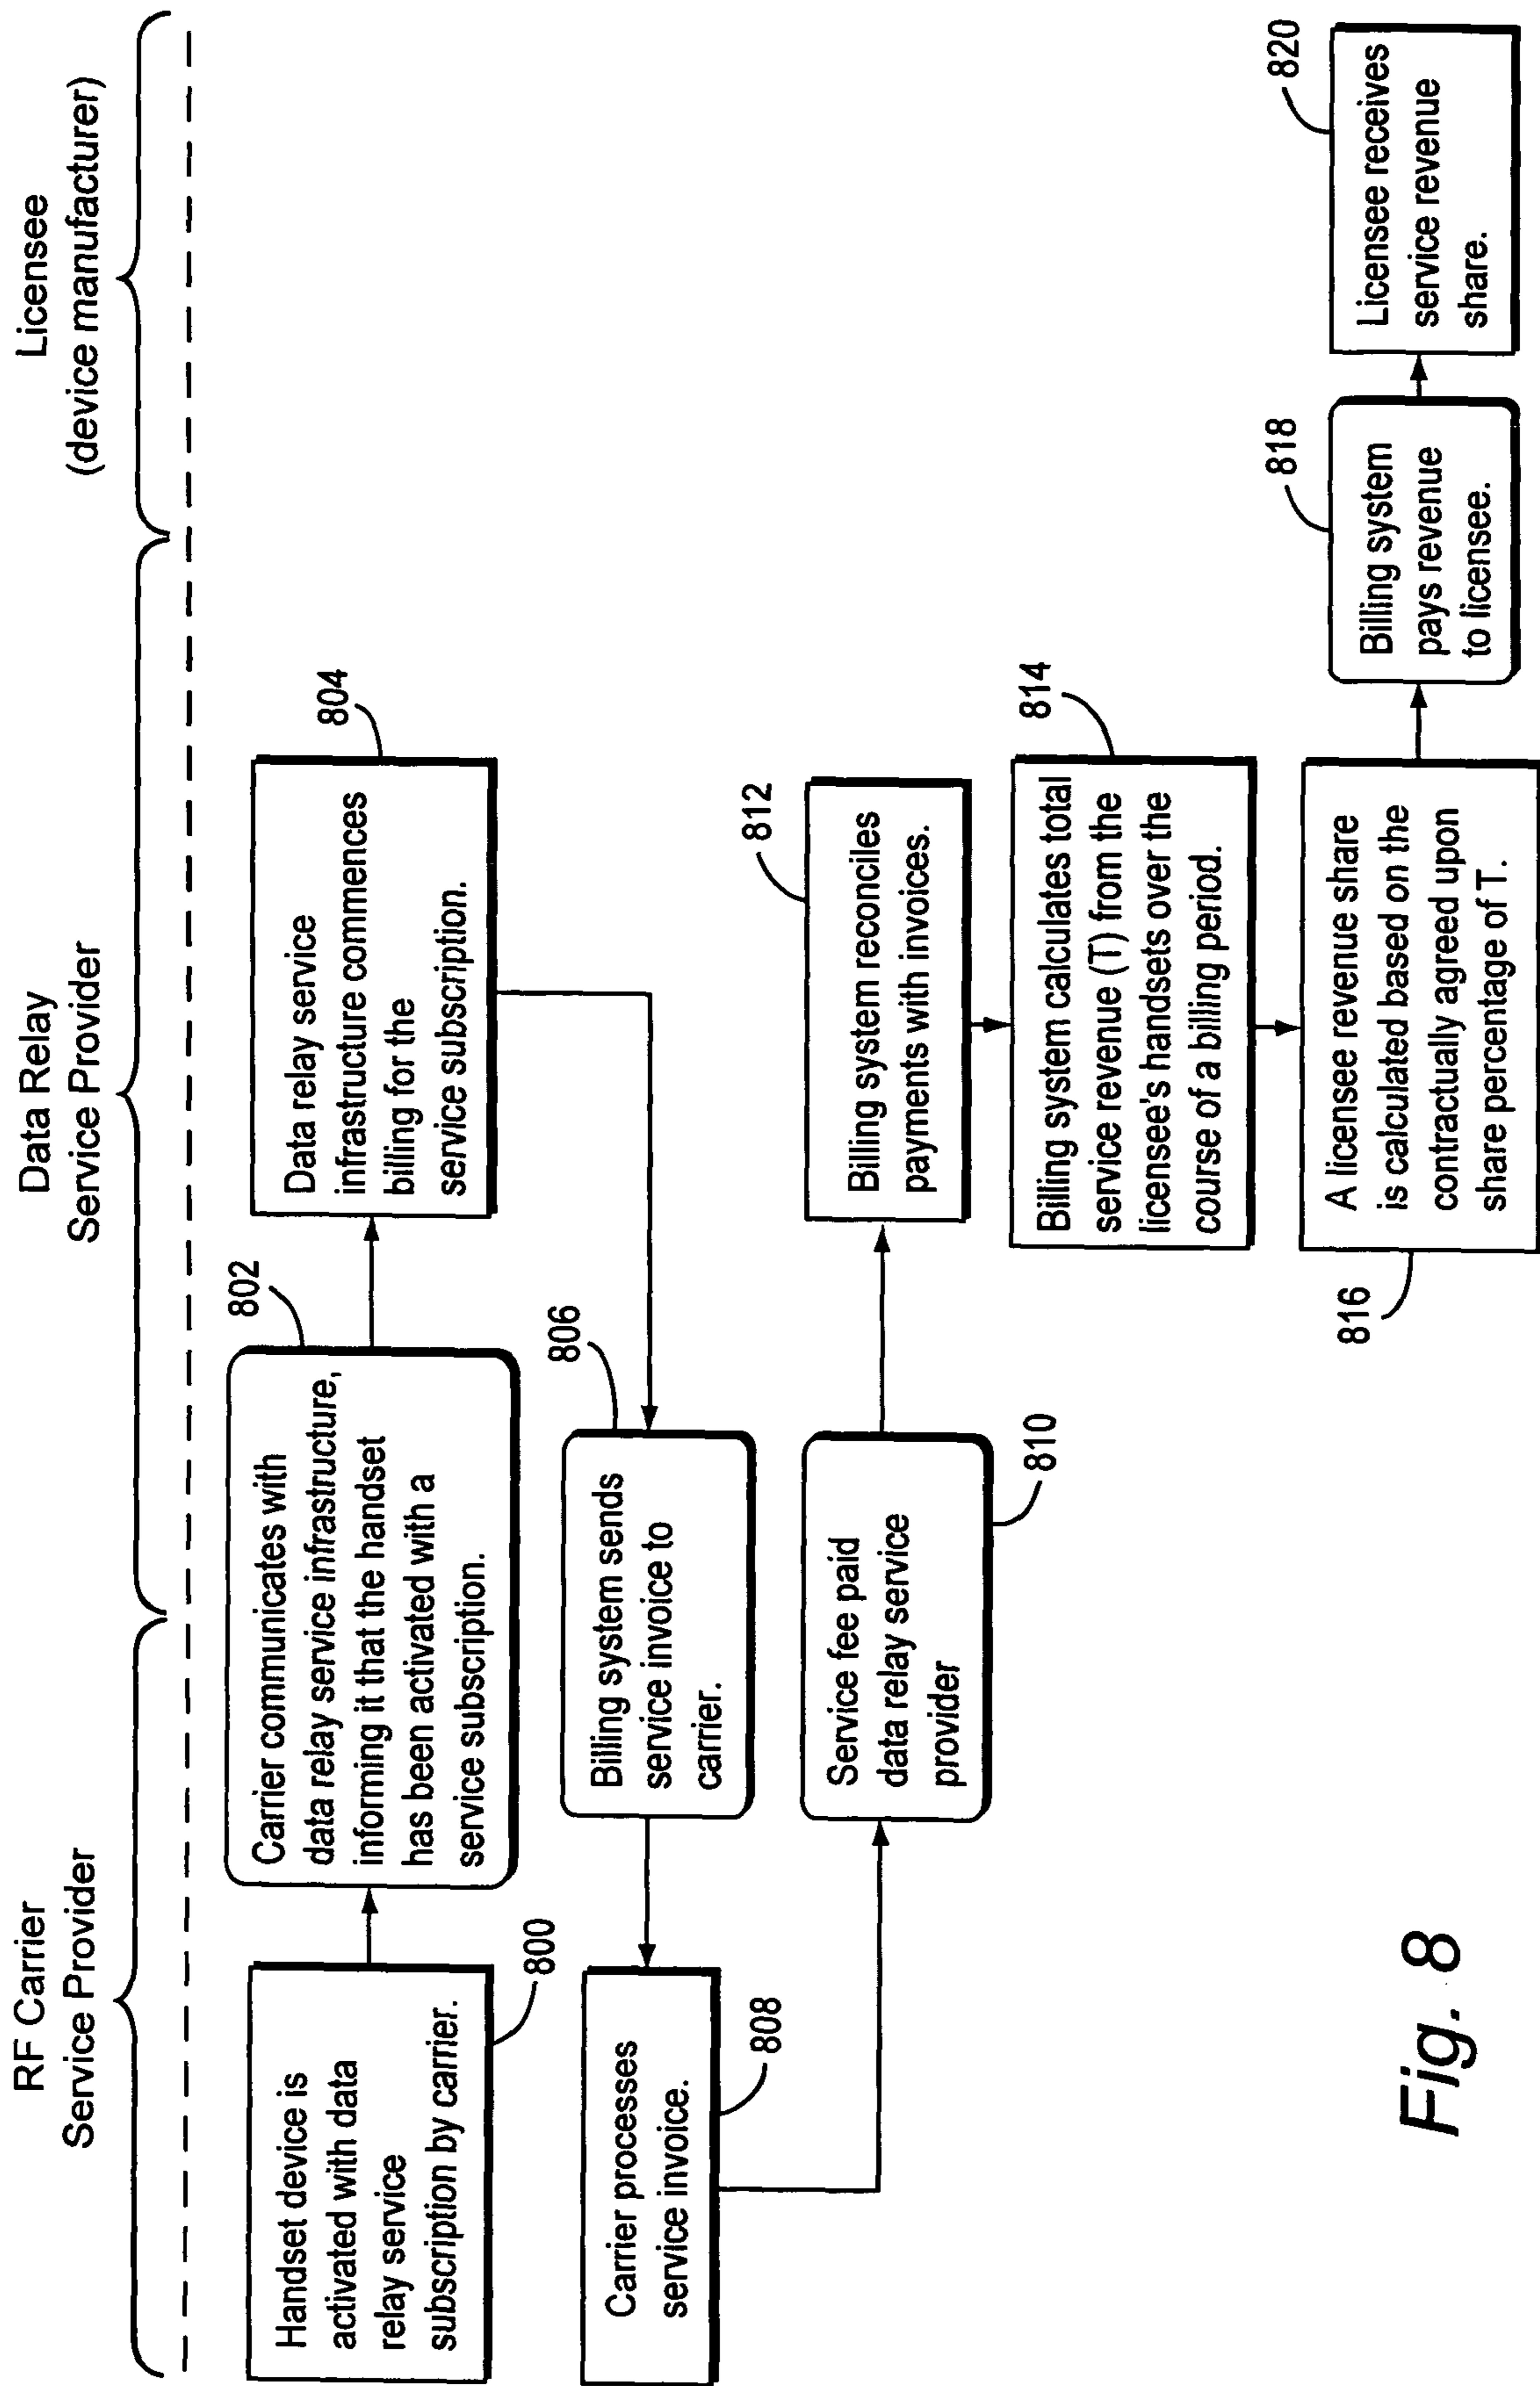 RF Carrier
Service Provider
Data Relay
Service Provider
Licensee
(device manufacturer)
Handset device is
activated with data
relay service
subscription by carrier.
800
Carrier communicates with
data relay service infrastructure,
informing it that the handset
has been activated with a
service subscription.
802
Data relay service
infrastructure commences
billing for the
service subscription.
804
Billing system sends
service invoice to
carrier.
806
Carrier processes
service invoice.
808
Service fee paid
data relay service
provider
810
Billing system reconciles
payments with invoices.
812
Billing system calculates total
service revenue (T) from the
licensee's handsets over the
course of a billing period.
814
A licensee revenue share
is calculated based on the
contractually agreed upon
share percentage of T.
816
Billing system
pays revenue
to licensee.
818
Licensee receives
service revenue
share.
820
Fig. 8